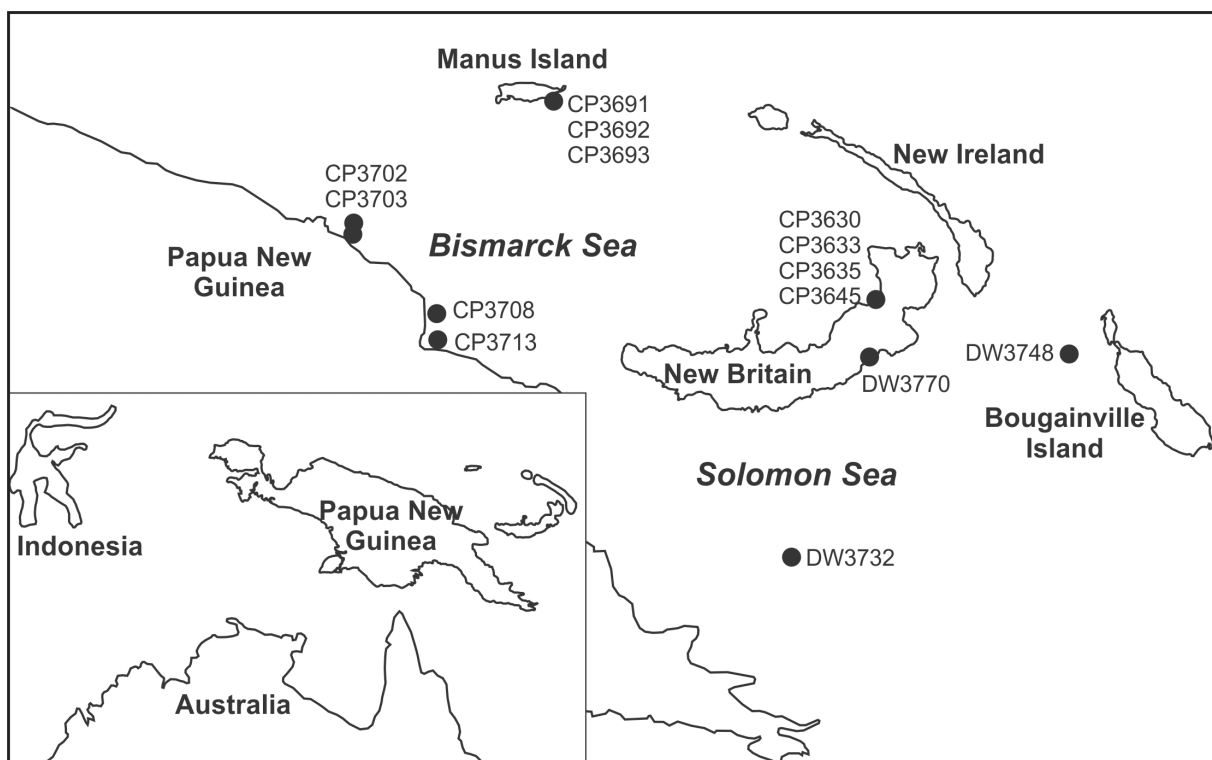 Manus Island
CP3691
CP3692
CP3693
New Ireland
CP3702
CP3703
Papua New
Guinea
Bismarck Sea
CP3630
CP3633
CP3635
CP3645
CP3708
CP3713
New Britain
DW3770
DW3748
Bougainville
Island
Solomon Sea
DW3732
Indonesia
Papua New
Guinea
Australia